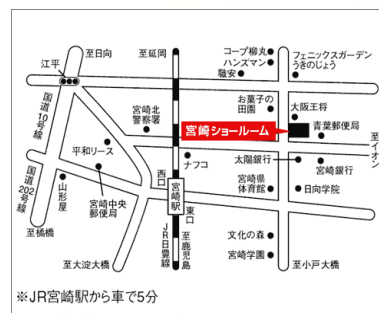 至日向
至延岡
コープ柳丸
ハンズマン
職安
フェニックスガーデン
うきのじょう
江平
国道10号線
お菓子の
田園
大阪王将
宮崎北
警察署
宮崎ショールーム
青葉郵便局
平和リース
ナフコ
太陽銀行
宮崎銀行
至イオン
国道202号線
山形屋
宮崎中央
郵便局
西口
宮崎駅
東口
宮崎県
体育館
日向学院
至橘橋
至大淀大橋
JR日豊線
至鹿児島
文化の森
宮崎学園
至小戸大橋
※JR宮崎駅から車で5分